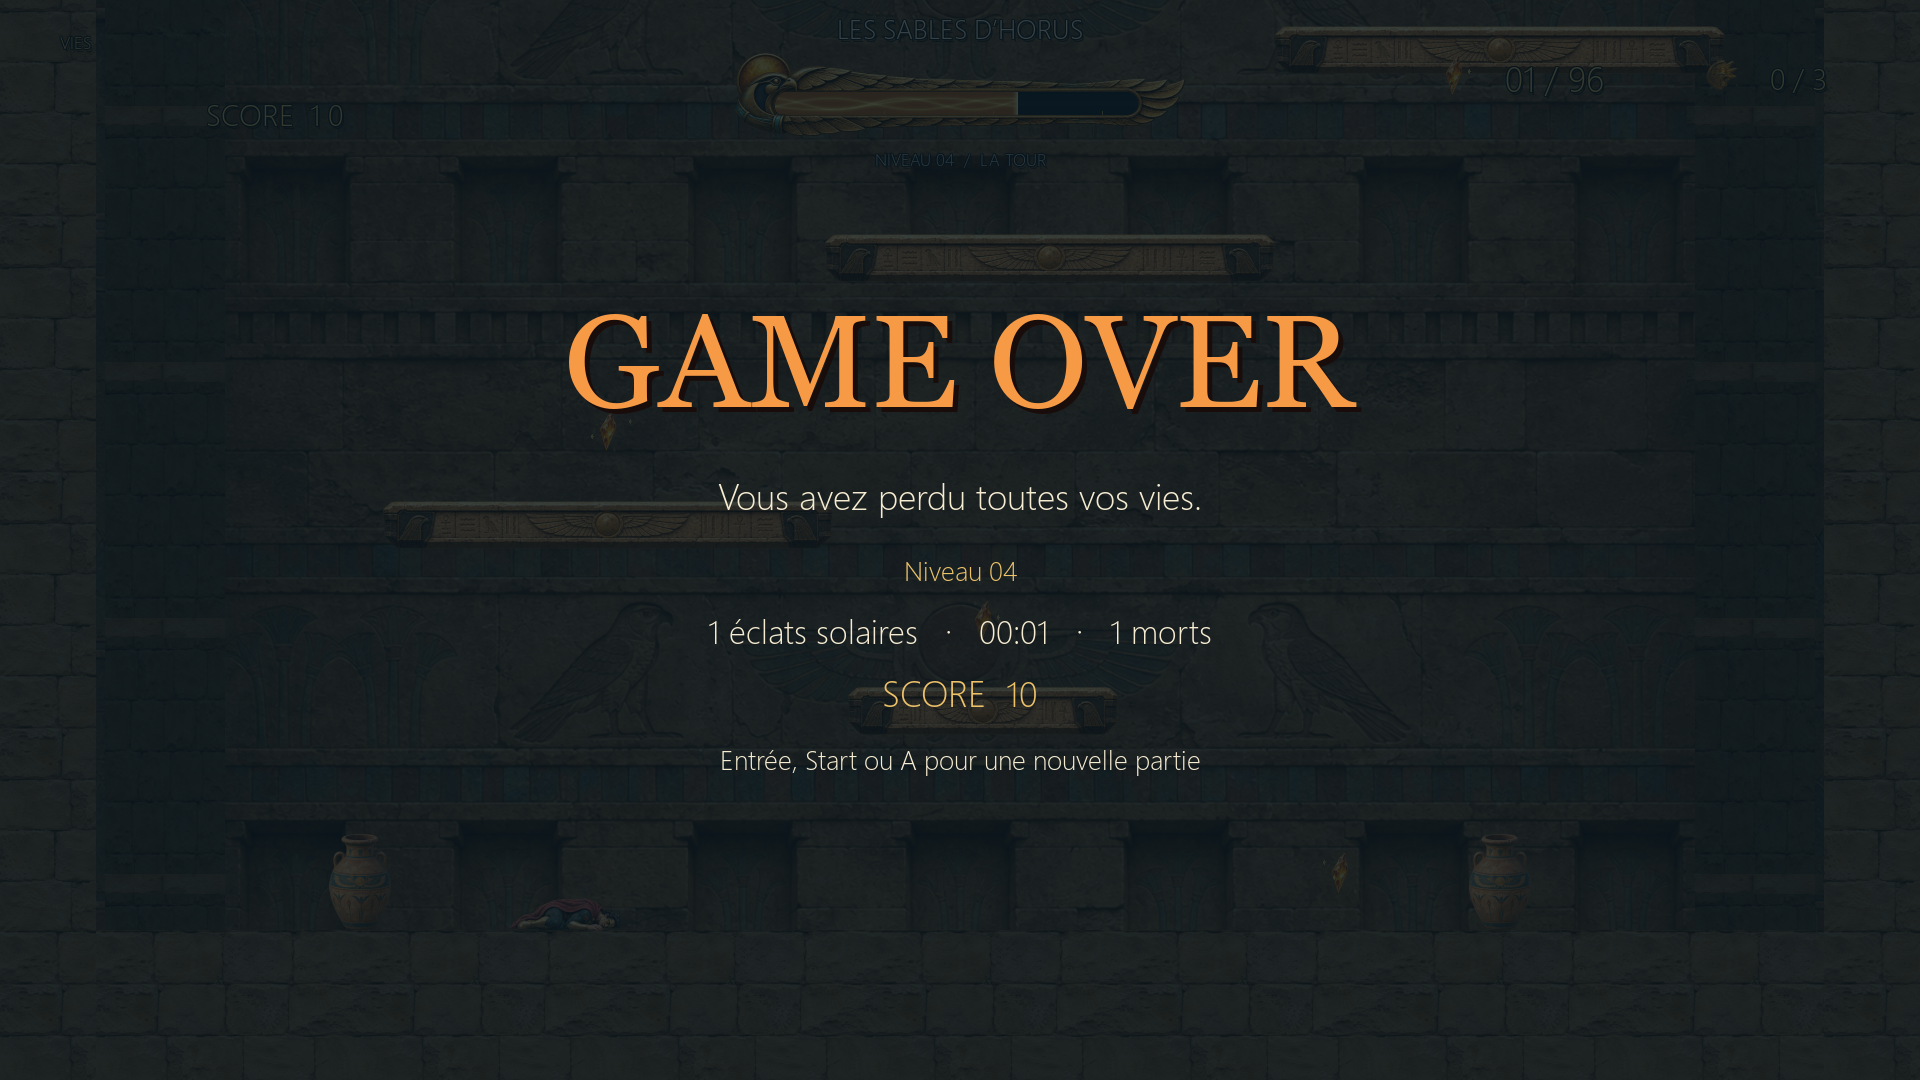 LES SABLES D'HORUS
VIES
01 / 96
0 / 3
SCORE 10
NIVEAU 04 / LA TOUR
GAME OVER
Vous avez perdu toutes vos vies.
Niveau 04
1 éclats solaires · 00:01 · 1 morts
SCORE 10
Entrée, Start ou A pour une nouvelle partie